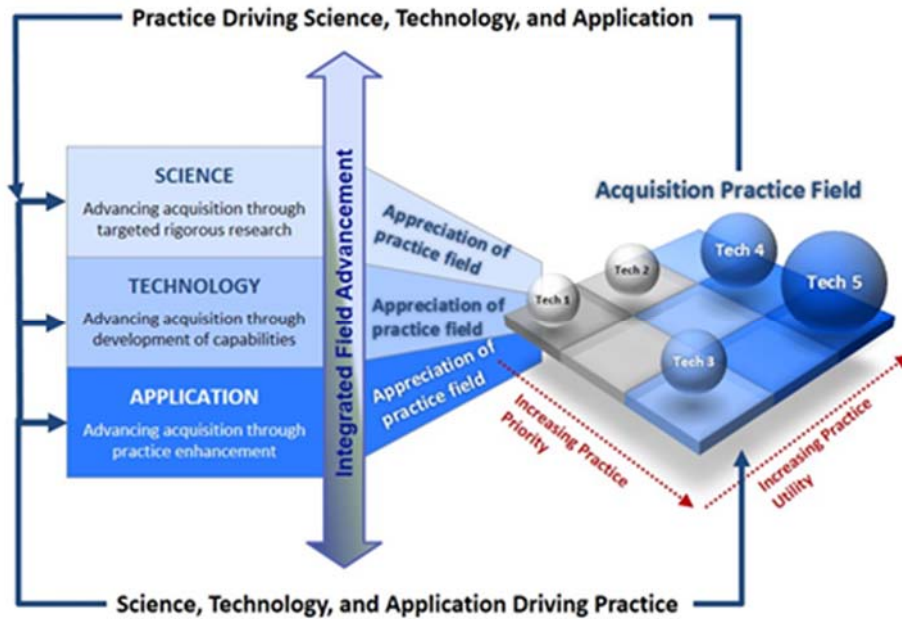 Practice Driving Science, Technology, and Application
SCIENCE
Advancing acquisition through
targeted rigorous research
TECHNOLOGY
Advancing acquisition through
development of capabilities
APPLICATION
Advancing acquisition through
practice enhancement
Integrated Field Advancement
Appreciation of
practice field
Appreciation of
practice field
Appreciation of
practice field
Acquisition Practice Field
Tech 1
Tech 2
Tech 3
Tech 4
Tech 5
Increasing Practice
Priority
Increasing Practice
Utility
Science, Technology, and Application Driving Practice